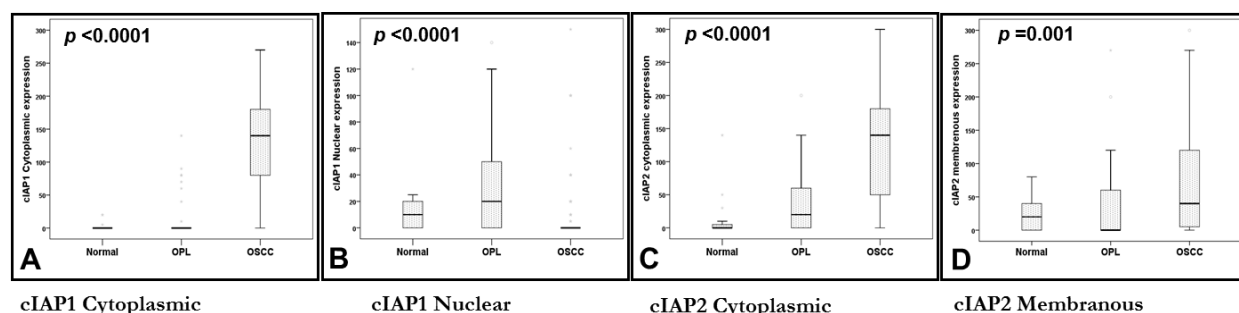 p <0.0001
cIAP1 Cytoplasmic expression
300
250
200
150
100
50
0
Normal OPL OSCC
A
p <0.0001
cIAP1 Nuclear expression
140
120
100
80
60
40
20
0
Normal OPL OSCC
B
p <0.0001
cIAP2 cytoplasmic expression
300
250
200
150
100
50
0
Normal OPL OSCC
C
p =0.001
cIAP2 membrenous expression
300
250
200
150
100
50
0
Normal OPL OSCC
D
cIAP1 Cytoplasmic
cIAP1 Nuclear
cIAP2 Cytoplasmic
cIAP2 Membranous